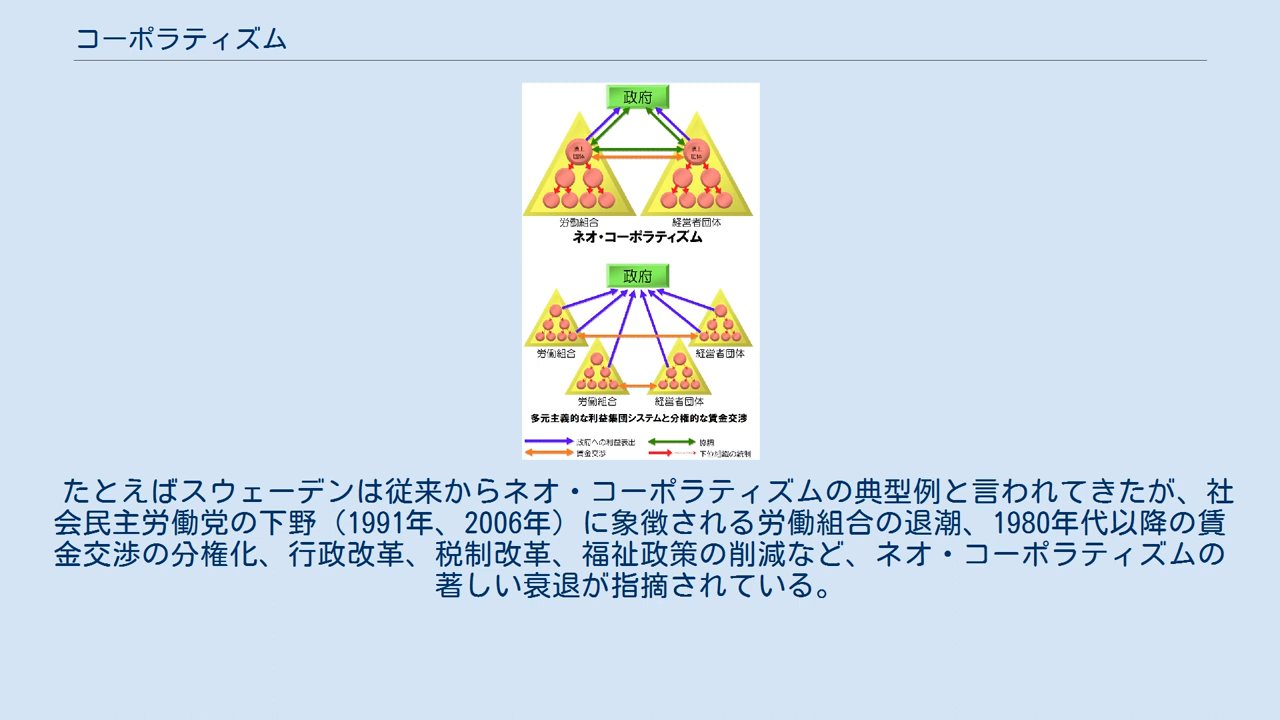 コーポラティズム
政府
頂上
団体
頂上
団体
労働組合
経営者団体
ネオ・コーポラティズム
政府
労働組合
経営者団体
労働組合
経営者団体
多元主義的な利益集団システムと分権的な賃金交渉
政府への利益表出
協調
賃金交渉
下位組織の統制
たとえばスウェーデンは従来からネオ・コーポラティズムの典型例と言われてきたが、社
会民主労働党の下野（1991年、2006年）に象徴される労働組合の退潮、1980年代以降の賃
金交渉の分権化、行政改革、税制改革、福祉政策の削減など、ネオ・コーポラティズムの
著しい衰退が指摘されている。